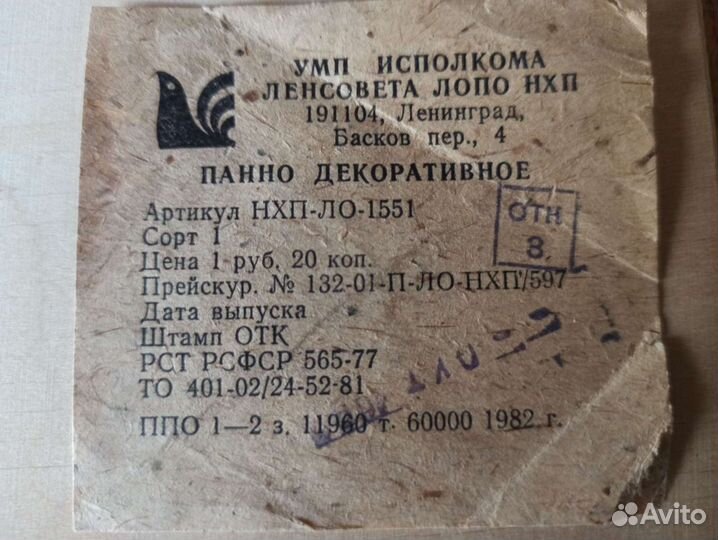 УМП ИСПОЛКОМА
ЛЕНСОВЕТА ЛОПО НХП
191104, Ленинград,
Басков пер., 4
ПАННО ДЕКОРАТИВНОЕ
Артикул НХП-ЛО-1551
Сорт 1
Цена 1 руб. 20 коп.
Прейскур. № 132-01-П-ЛО-НХП/597
Дата выпуска
Штамп ОТК
РСТ РСФСР 565-77
ТО 401-02/24-52-81
ППО 1—2 з. 11960 т. 60000 1982 г.
ОТН
8
Avito